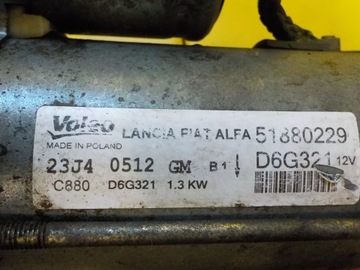 Valeo LANCIA FIAT ALFA 51880229
MADE IN POLAND D6G321 12V
23J4 0512 GM B1 ↓
C880 D6G321 1.3 KW